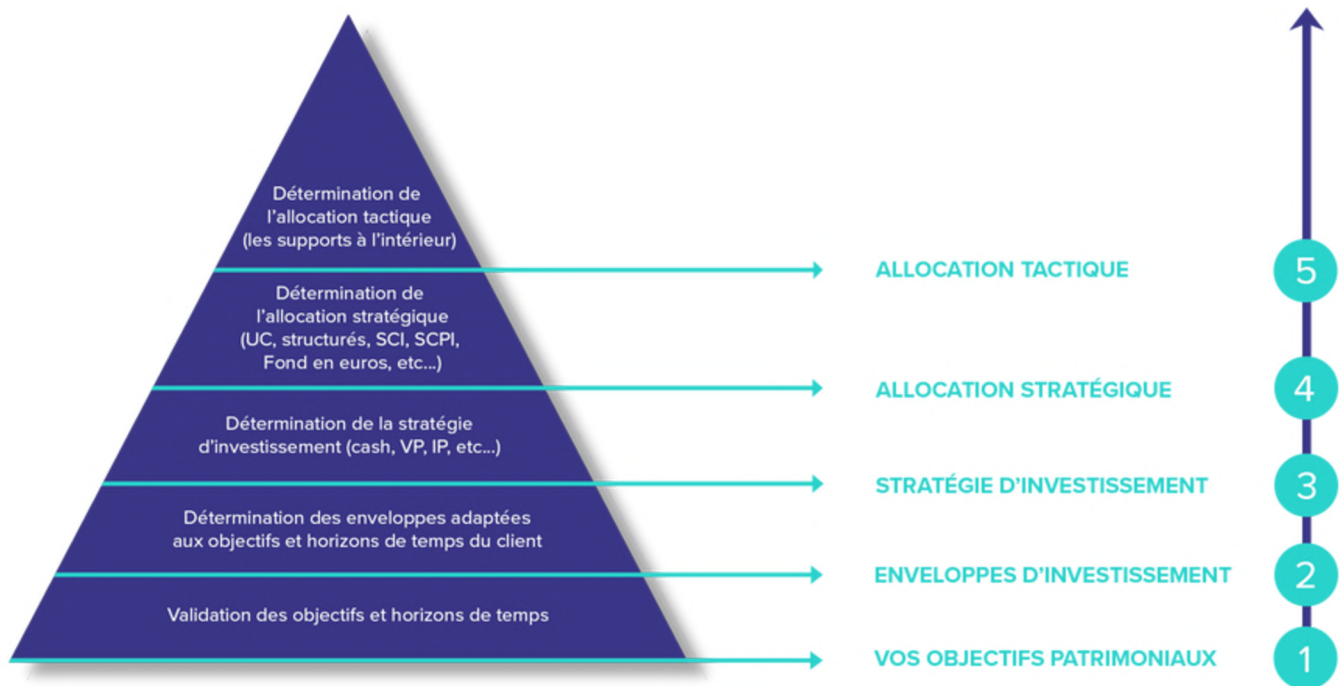 Détermination de
l'allocation tactique
(les supports à l'intérieur)
ALLOCATION TACTIQUE
5
Détermination de
l'allocation stratégique
(UC, structurés, SCI, SCPI,
Fond en euros, etc...)
ALLOCATION STRATÉGIQUE
4
Détermination de la stratégie
d'investissement (cash, VP, IP, etc...)
STRATÉGIE D'INVESTISSEMENT
3
Détermination des enveloppes adaptées
aux objectifs et horizons de temps du client
ENVELOPPES D'INVESTISSEMENT
2
Validation des objectifs et horizons de temps
VOS OBJECTIFS PATRIMONIAUX
1